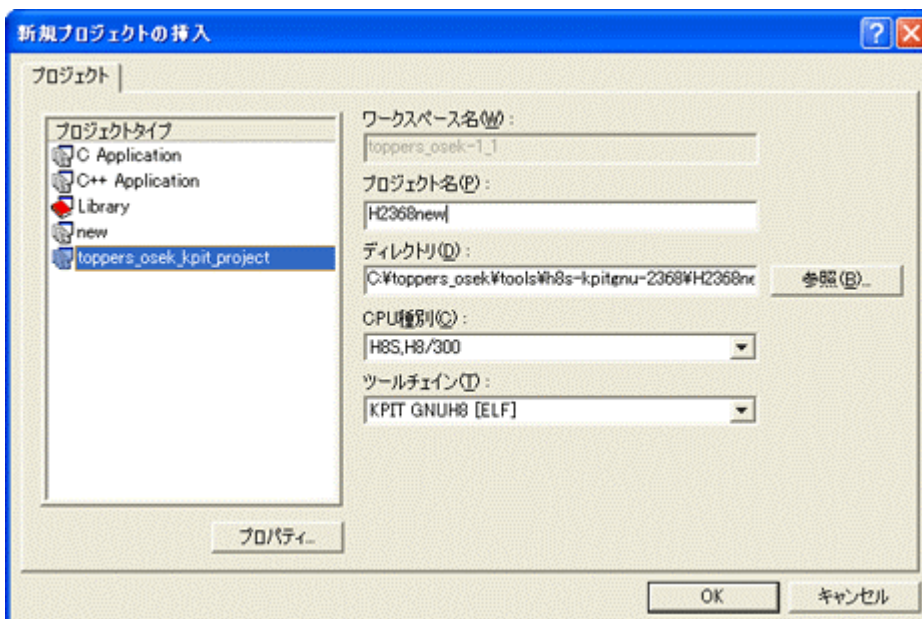 新規プロジェクトの挿入
プロジェクト
プロジェクトタイプ
C Application
C++ Application
Library
new
toppers_osek_kpit_project
プロパティ...
ワークスペース名(W) :
toppers_osek-1_1
プロジェクト名(P) :
H2368new
ディレクトリ(D) :
C:¥toppers_osek¥tools¥h8s-kpitgnu-2368¥H2368ne
参照(B)...
CPU種別(C) :
H8S,H8/300
ツールチェイン(T) :
KPIT GNUH8 [ELF]
OK
キャンセル